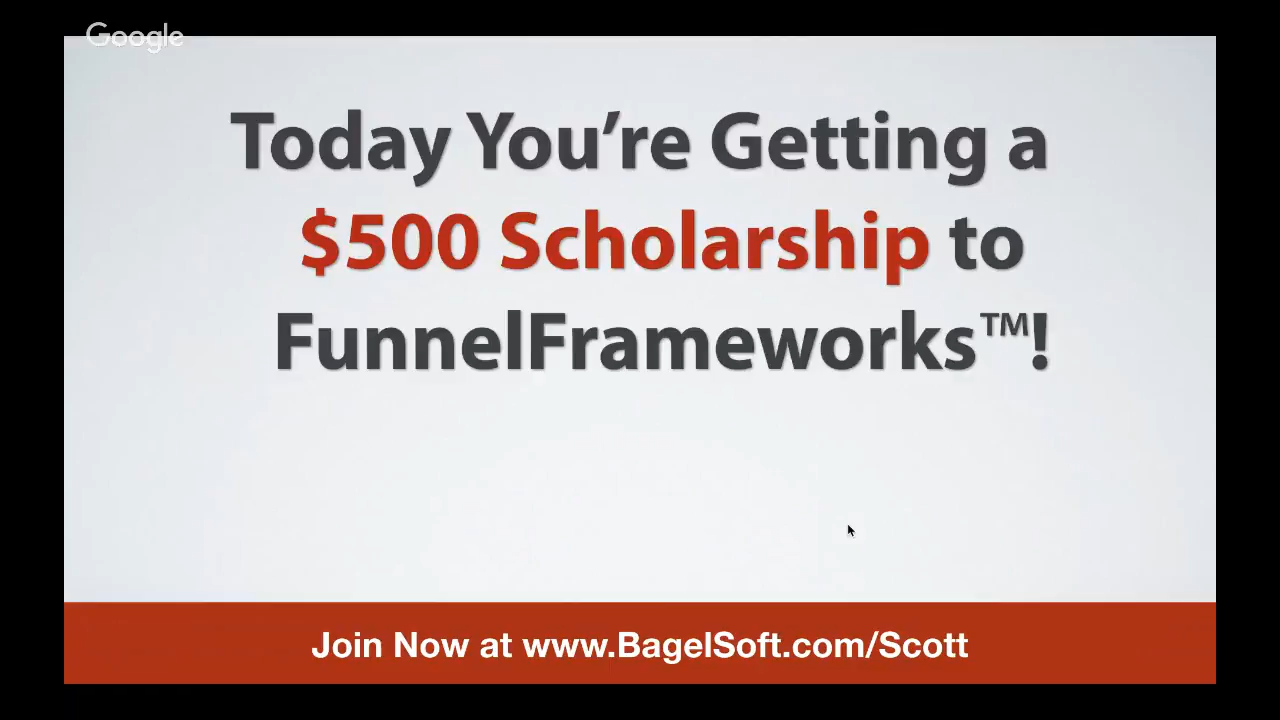 Google
Today You're Getting a
$500 Scholarship to
FunnelFrameworks™!
Join Now at www.BagelSoft.com/Scott